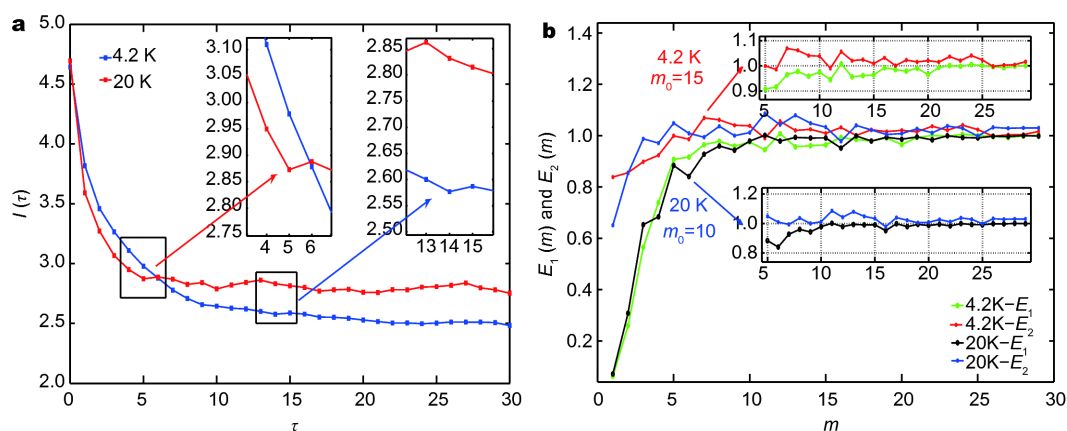 a
5.0
4.5
4.0
3.5
3.0
2.5
2.0
I (τ)
0
5
10
15
20
25
30
τ
4.2 K
20 K
3.10
3.05
3.00
2.95
2.90
2.85
2.80
2.75
4 5 6
2.85
2.80
2.75
2.70
2.65
2.60
2.55
2.50
13 14 15
b
1.4
1.2
1.0
0.8
0.6
0.4
0.2
0
E₁ (m) and E₂ (m)
0
5
10
15
20
25
30
m
4.2 K
m₀=15
1.1
1.0
0.9
5 10 15 20 25
20 K
m₀=10
1.2
1.0
0.8
5 10 15 20 25
4.2K−E₁
4.2K−E₂
20K−E₁
20K−E₂